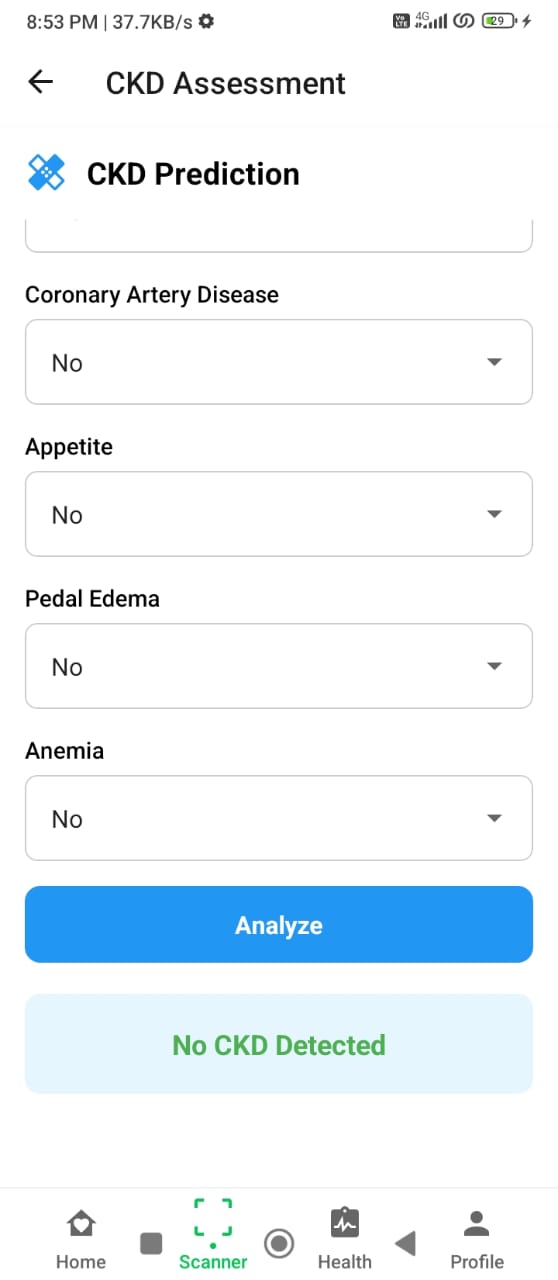 8:53 PM | 37.7KB/s
Vo LTE 4G 29
CKD Assessment
CKD Prediction
Coronary Artery Disease
No
Appetite
No
Pedal Edema
No
Anemia
No
Analyze
No CKD Detected
Home
Scanner
Health
Profile